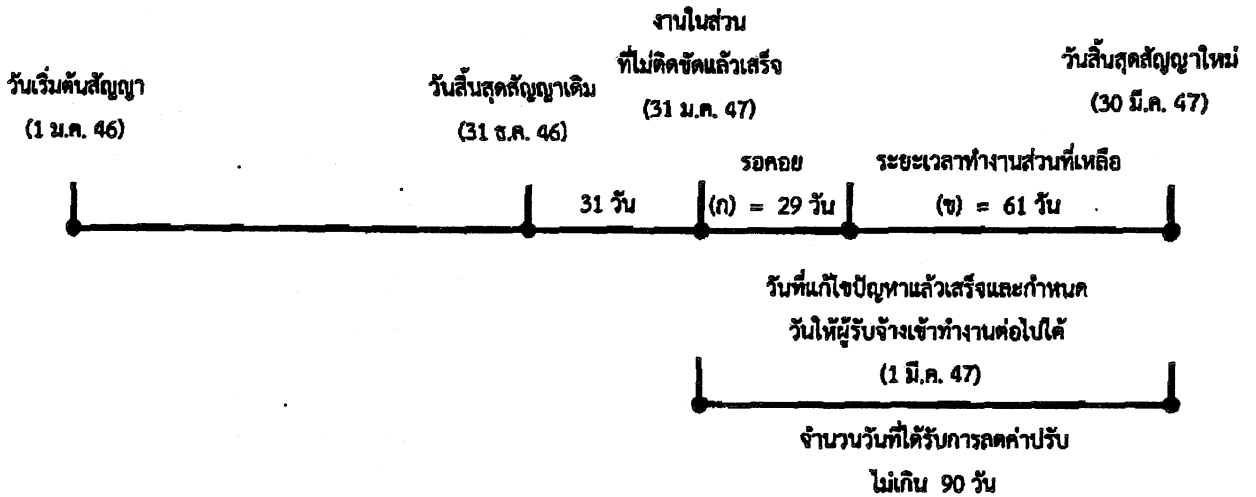 งานในส่วน
ที่ไม่ติดขัดแล้วเสร็จ
(31 ม.ค. 47)
วันเริ่มต้นสัญญา
(1 ม.ค. 46)
วันสิ้นสุดสัญญาเดิม
(31 ธ.ค. 46)
วันสิ้นสุดสัญญาใหม่
(30 มี.ค. 47)
31 วัน
รอคอย
(ก) = 29 วัน
ระยะเวลาทำงานส่วนที่เหลือ
(ข) = 61 วัน
วันที่แก้ไขปัญหาแล้วเสร็จและกำหนด
วันให้ผู้รับจ้างเข้าทำงานต่อไปได้
(1 มี.ค. 47)
จำนวนวันที่ได้รับการลดค่าปรับ
ไม่เกิน 90 วัน